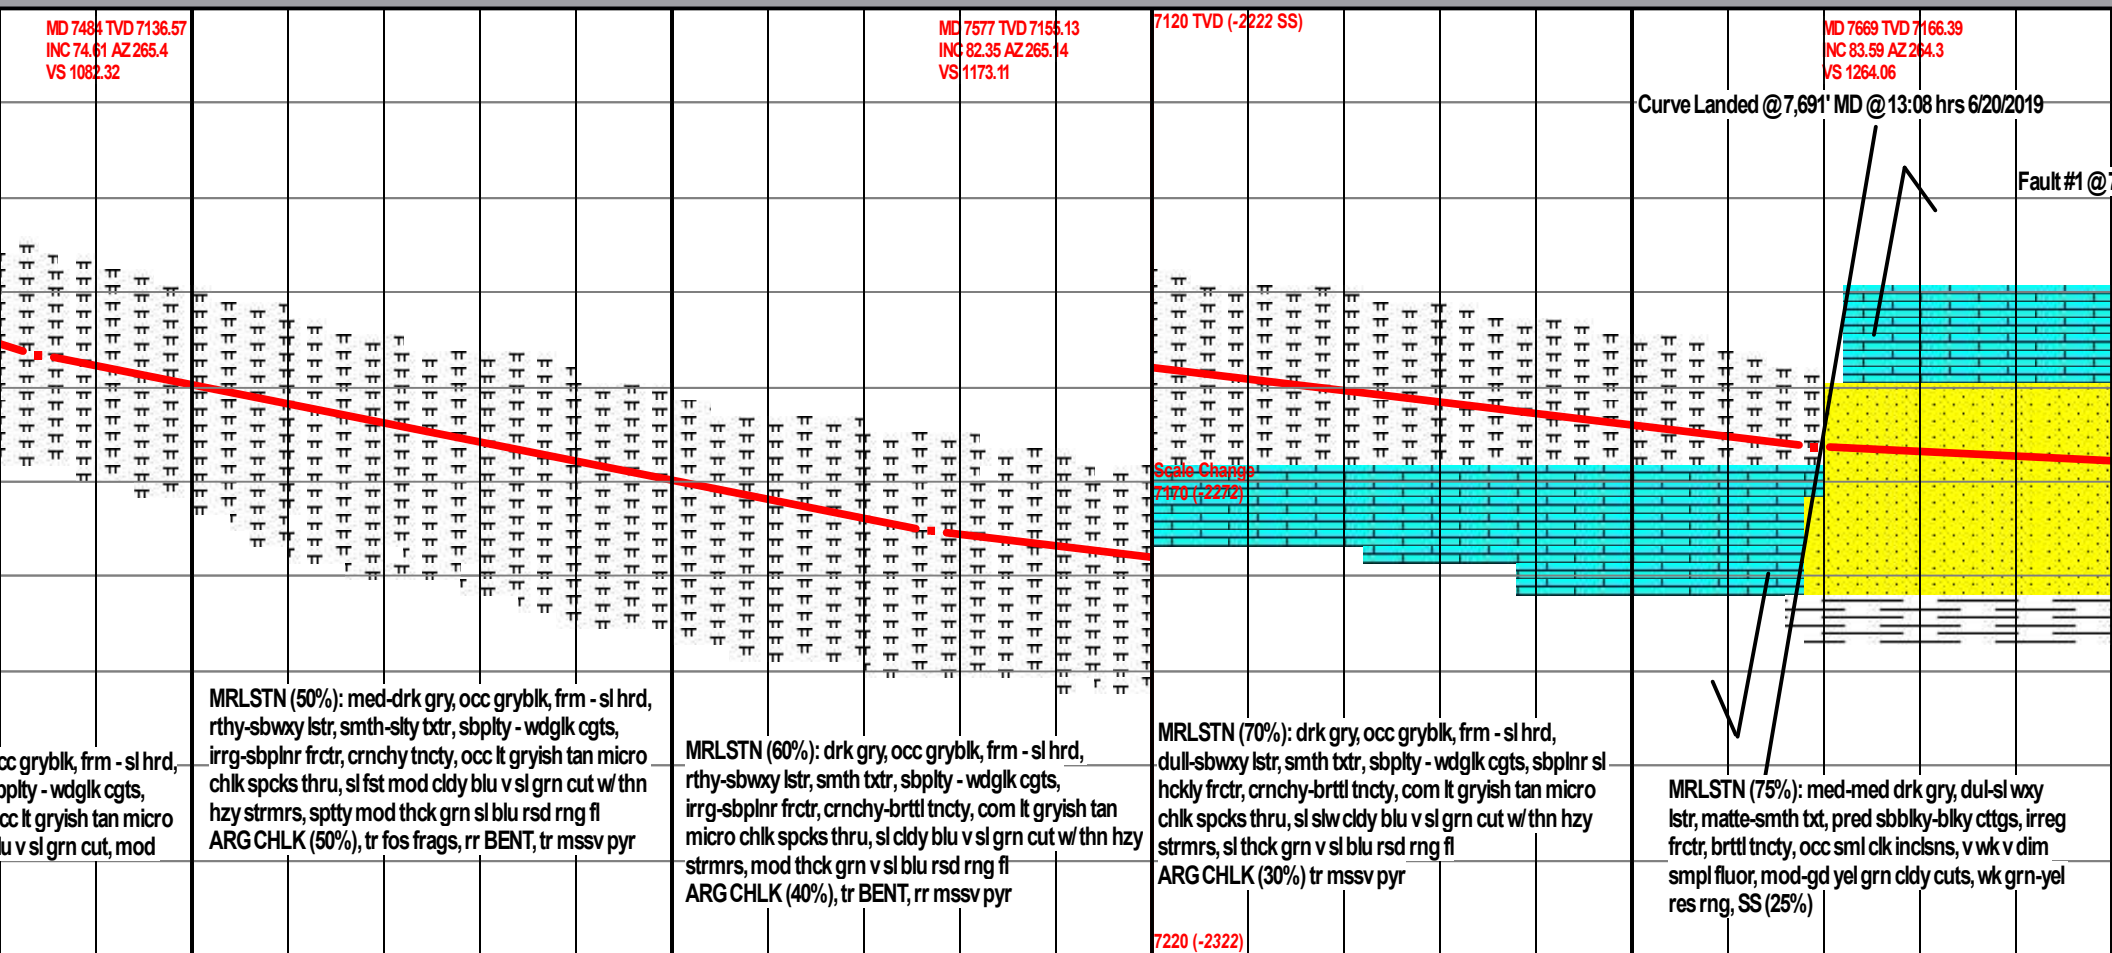 MD 7484 TVD 7136.57
INC 74.61 AZ 265.4
VS 1082.32
MD 7577 TVD 7155.13
INC 82.35 AZ 265.14
VS 1173.11
7120 TVD (-2222 SS)
MD 7669 TVD 7166.39
INC 83.59 AZ 264.3
VS 1264.06
Curve Landed @ 7,691' MD @ 13:08 hrs 6/20/2019
Fault #1 @
Scale Change
7170 (-2272)
gryblk, frm - sl hrd,
- wdglk cgts,
lt gryish tan micro
v sl grn cut, mod
MRLSTN (50%): med-drk gry, occ gryblk, frm - sl hrd,
rthy-sbwxy lstr, smth-slty txtr, sbplty - wdglk cgts,
irrg-sbplnr frctr, crnchy tncty, occ lt gryish tan micro
chlk spcks thru, sl fst mod cldy blu v sl grn cut w/ thn
hzy strmrs, sptty mod thck grn sl blu rsd rng fl
ARG CHLK (50%), tr fos frags, rr BENT, tr mssv pyr
MRLSTN (60%): drk gry, occ gryblk, frm - sl hrd,
rthy-sbwxy lstr, smth txtr, sbplty - wdglk cgts,
irrg-sbplnr frctr, crnchy-brttl tncty, com lt gryish tan
micro chlk spcks thru, sl cldy blu v sl grn cut w/ thn hzy
strmrs, mod thck grn v sl blu rsd rng fl
ARG CHLK (40%), tr BENT, rr mssv pyr
MRLSTN (70%): drk gry, occ gryblk, frm - sl hrd,
dull-sbwxy lstr, smth txtr, sbplty - wdglk cgts, sbplnr sl
hckly frctr, crnchy-brttl tncty, com lt gryish tan micro
chlk spcks thru, sl slw cldy blu v sl grn cut w/ thn hzy
strmrs, sl thck grn v sl blu rsd rng fl
ARG CHLK (30%) tr mssv pyr
MRLSTN (75%): med-med drk gry, dul-sl wxy
lstr, matte-smth txt, pred sbblky-blky cttgs, irreg
frctr, brttl tncty, occ sml clk inclsns, v wk v dim
smpl fluor, mod-gd yel grn cldy cuts, wk grn-yel
res rng, SS (25%)
7220 (-2322)